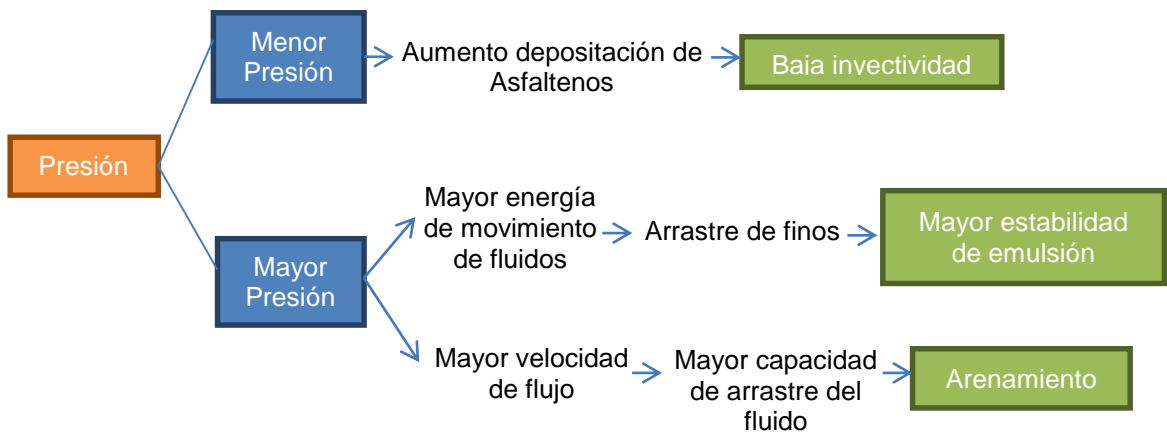 Menor
Presión
Aumento depositación de
Asfaltenos
Baja invectividad
Presión
Mayor
Presión
Mayor energía
de movimiento
de fluidos
Arrastre de finos
Mayor estabilidad
de emulsión
Mayor velocidad
de flujo
Mayor capacidad
de arrastre del
fluido
Arenamiento